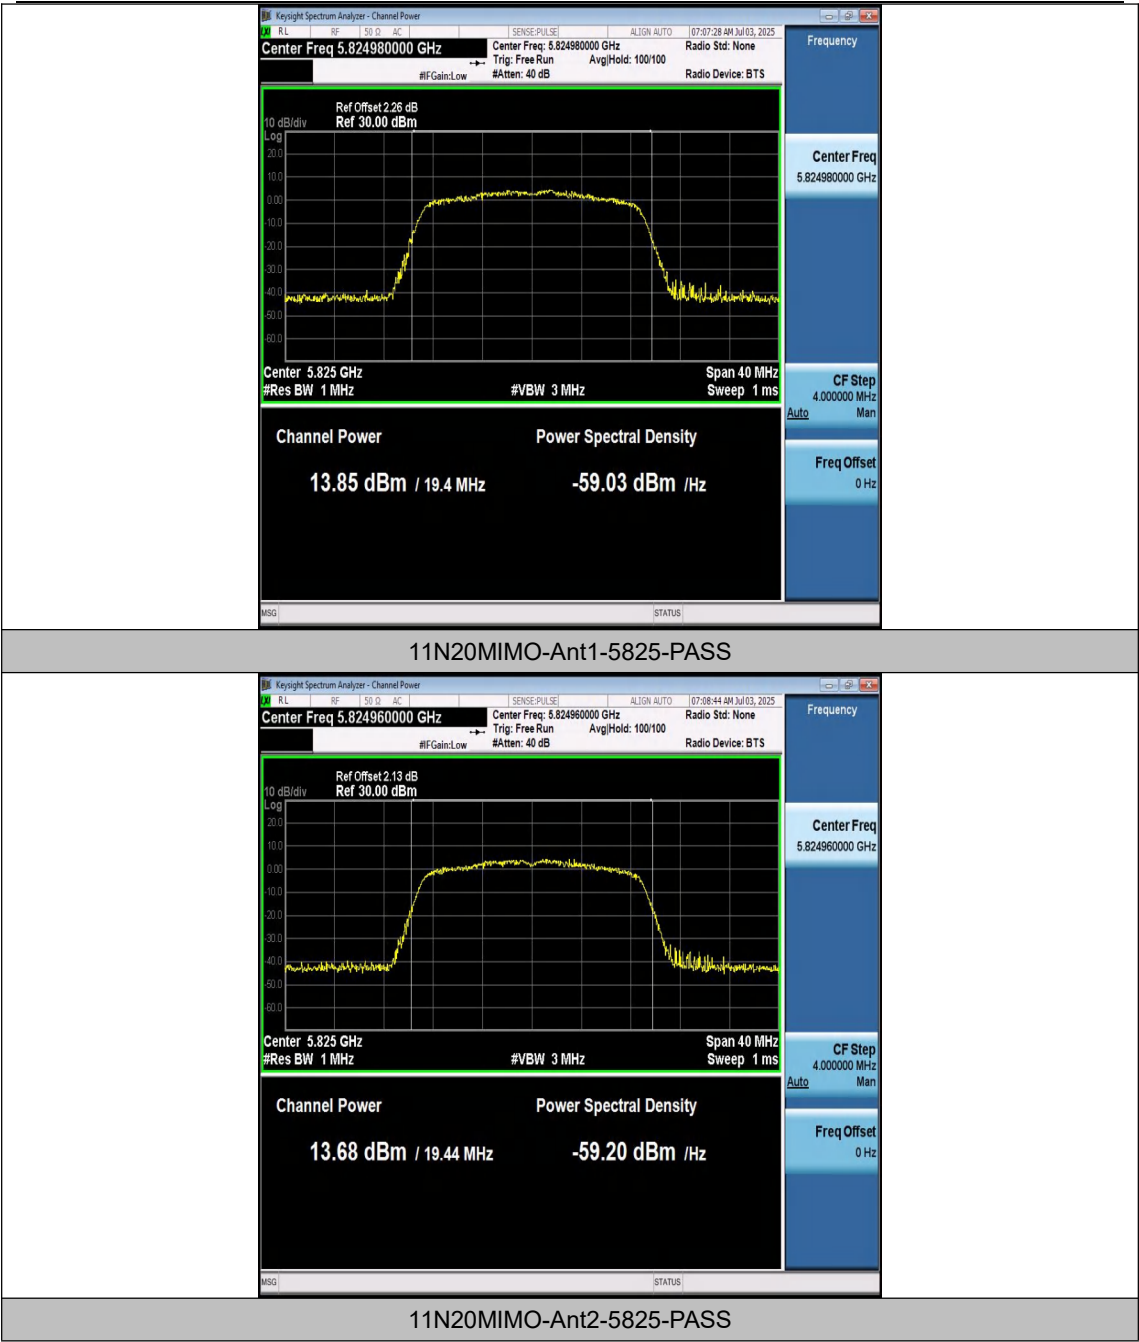 Keysight Spectrum Analyzer - Channel Power
RL RF 50 Ω AC SENSE:PULSE ALIGN AUTO 07:07:28 AM Jul 03, 2025
Center Freq 5.824980000 GHz
Center Freq: 5.824980000 GHz
Radio Std: None
Trig: Free Run Avg|Hold: 100/100
#IFGain:Low
#Atten: 40 dB
Radio Device: BTS
Frequency
Ref Offset 2.26 dB
10 dB/div Ref 30.00 dBm
Log
20.0
10.0
0.00
-10.0
-20.0
-30.0
-40.0
-50.0
-60.0
Center Freq
5.824980000 GHz
Center 5.825 GHz Span 40 MHz
#Res BW 1 MHz #VBW 3 MHz Sweep 1 ms
CF Step
4.000000 MHz
Auto Man
Channel Power Power Spectral Density
13.85 dBm / 19.4 MHz -59.03 dBm /Hz
Freq Offset
0 Hz
MSG STATUS
11N20MIMO-Ant1-5825-PASS
Keysight Spectrum Analyzer - Channel Power
RL RF 50 Ω AC SENSE:PULSE ALIGN AUTO 07:08:44 AM Jul 03, 2025
Center Freq 5.824960000 GHz
Center Freq: 5.824960000 GHz
Radio Std: None
Trig: Free Run Avg|Hold: 100/100
#IFGain:Low
#Atten: 40 dB
Radio Device: BTS
Frequency
Ref Offset 2.13 dB
10 dB/div Ref 30.00 dBm
Log
20.0
10.0
0.00
-10.0
-20.0
-30.0
-40.0
-50.0
-60.0
Center Freq
5.824960000 GHz
Center 5.825 GHz Span 40 MHz
#Res BW 1 MHz #VBW 3 MHz Sweep 1 ms
CF Step
4.000000 MHz
Auto Man
Channel Power Power Spectral Density
13.68 dBm / 19.44 MHz -59.20 dBm /Hz
Freq Offset
0 Hz
MSG STATUS
11N20MIMO-Ant2-5825-PASS